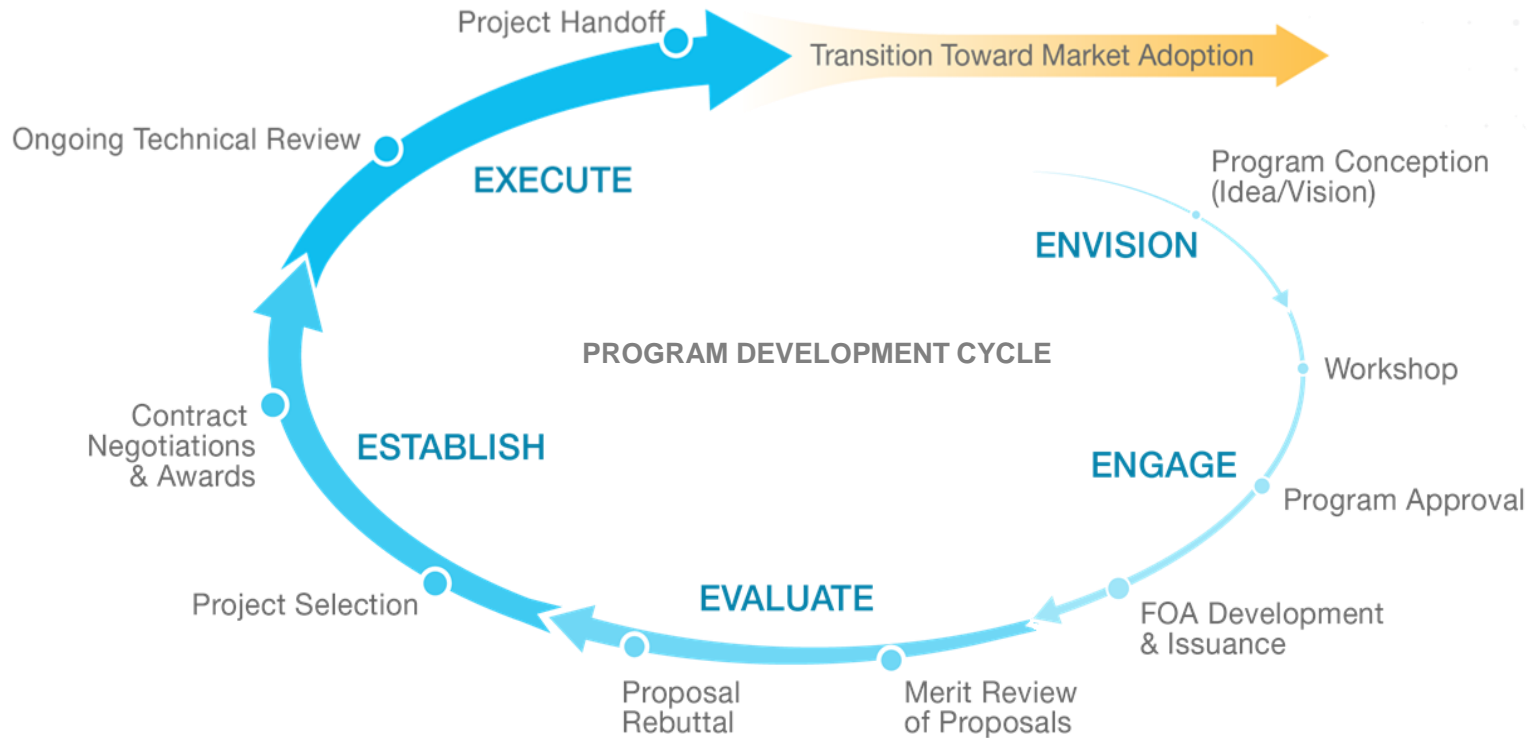 Project Handoff
Transition Toward Market Adoption
Ongoing Technical Review
EXECUTE
Program Conception
(Idea/Vision)
ENVISION
PROGRAM DEVELOPMENT CYCLE
Workshop
Contract
Negotiations
& Awards
ESTABLISH
ENGAGE
Program Approval
Project Selection
EVALUATE
FOA Development
& Issuance
Proposal
Rebuttal
Merit Review
of Proposals